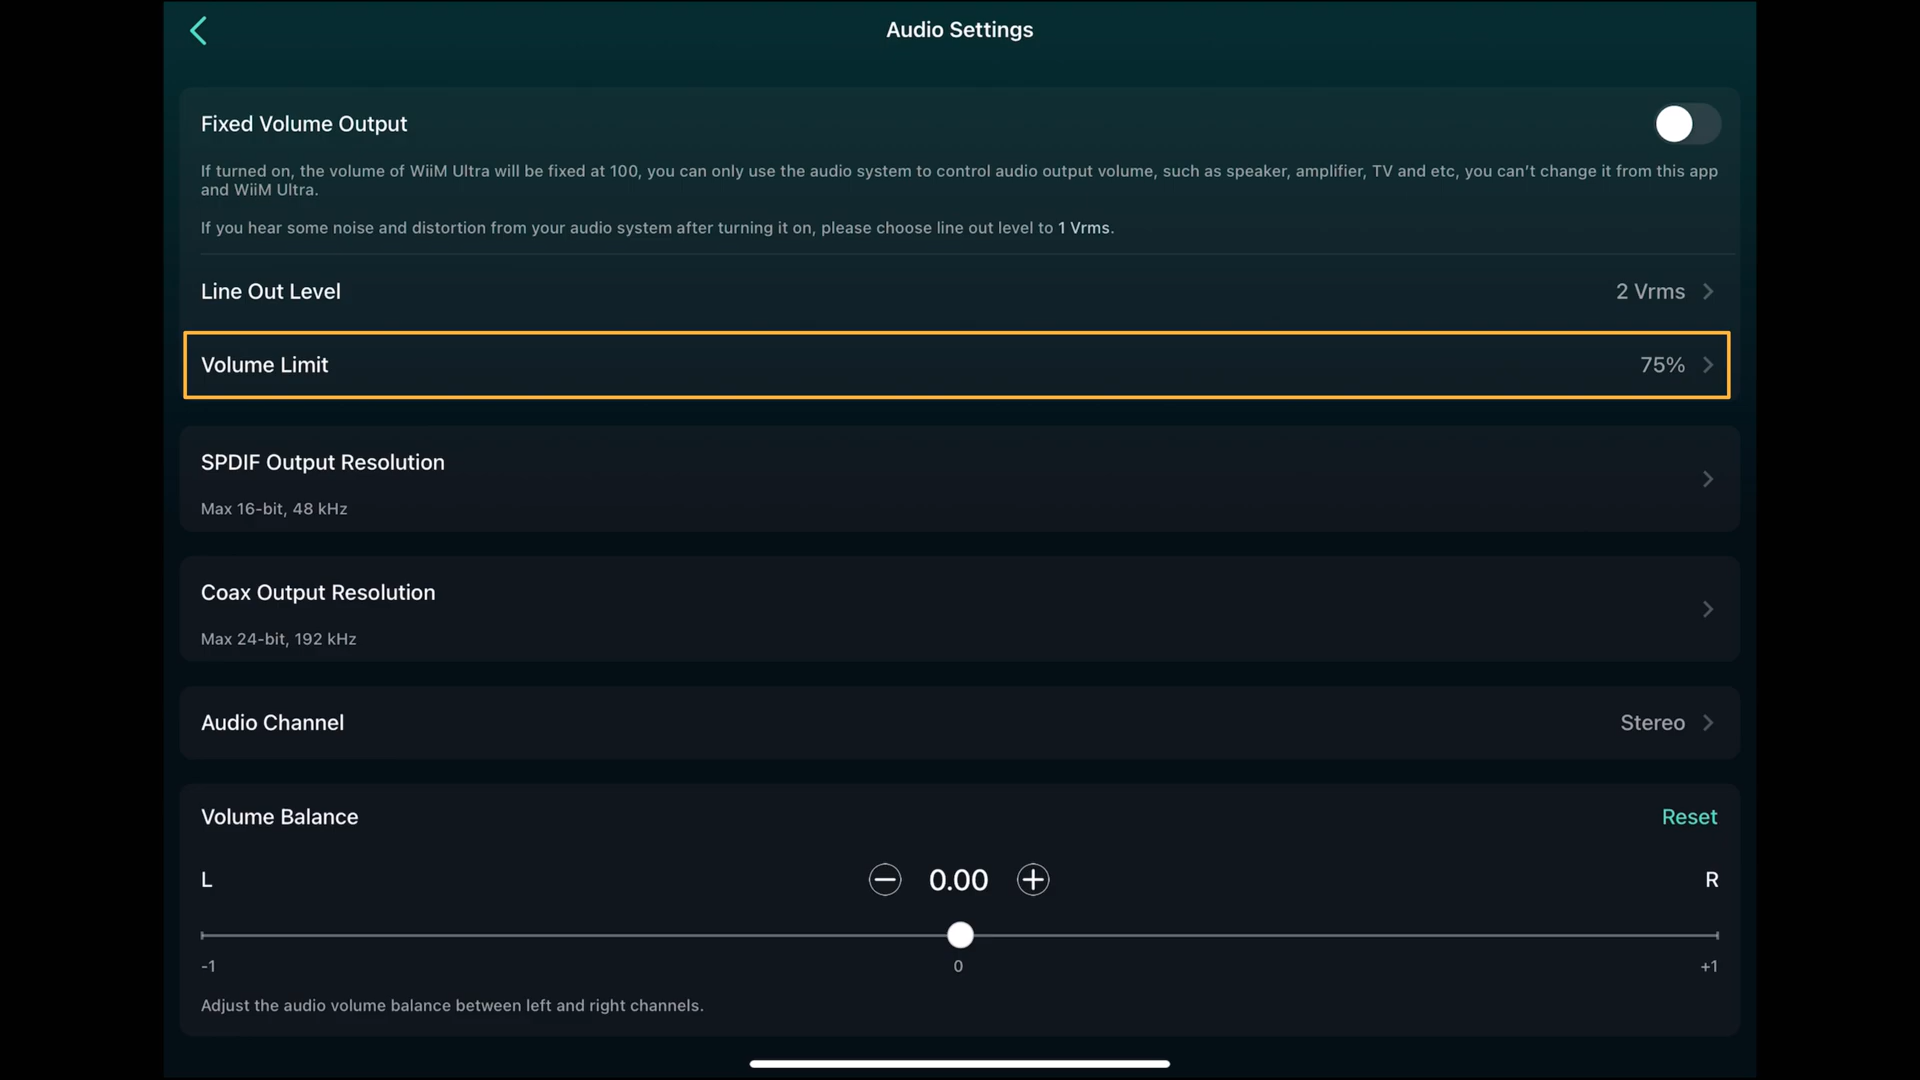 Audio Settings
Fixed Volume Output
If turned on, the volume of WiiM Ultra will be fixed at 100, you can only use the audio system to control audio output volume, such as speaker, amplifier, TV and etc, you can't change it from this app
and WiiM Ultra.
If you hear some noise and distortion from your audio system after turning it on, please choose line out level to 1 Vrms.
Line Out Level 2 Vrms
Volume Limit 75%
SPDIF Output Resolution
Max 16-bit, 48 kHz
Coax Output Resolution
Max 24-bit, 192 kHz
Audio Channel Stereo
Volume Balance Reset
L 0.00 R
-1 0 +1
Adjust the audio volume balance between left and right channels.